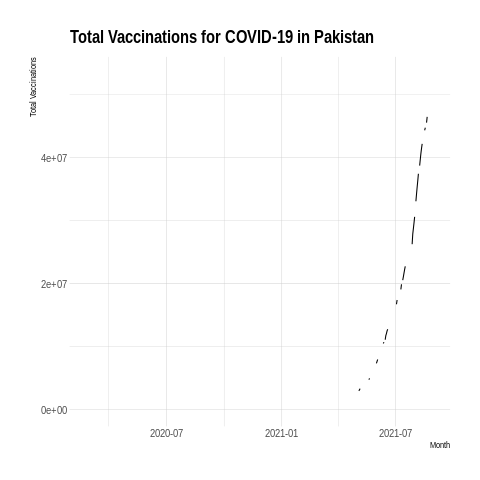 Total Vaccinations for COVID-19 in Pakistan
Total Vaccinations
4e+07
2e+07
0e+00
2020-07 2021-01 2021-07
Month